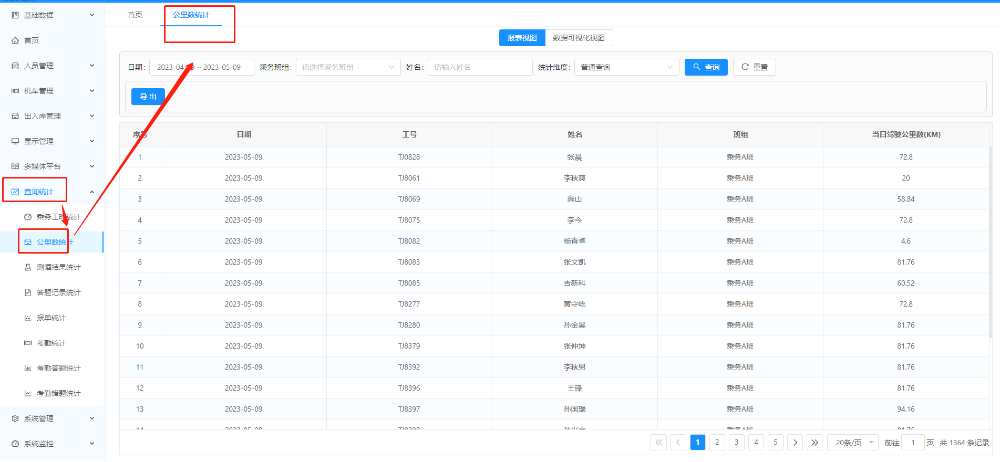 基础数据
首页
人员管理
机车管理
出入库管理
显示管理
多媒体平台
查询统计
乘务工时统计
公里数统计
测酒结果统计
答题记录统计
报单统计
考勤统计
考勤答题统计
考勤错题统计
系统管理
系统监控
首页 公里数统计
报表视图 数据可视化视图
日期: 2023-04-09 ~ 2023-05-09 乘务班组: 请选择乘务班组 姓名: 请输入姓名 统计维度: 普通查询 查询 重置
导 出
序号 日期 工号 姓名 班组 当日驾驶公里数(KM)
1 2023-05-09 TJ0828 张晨 乘务A班 72.8
2 2023-05-09 TJ8061 李秋爽 乘务A班 20
3 2023-05-09 TJ8069 高山 乘务A班 58.84
4 2023-05-09 TJ8075 李今 乘务A班 72.8
5 2023-05-09 TJ8082 杨青卓 乘务A班 4.6
6 2023-05-09 TJ8083 张文凯 乘务A班 81.76
7 2023-05-09 TJ8085 吉新科 乘务A班 60.52
8 2023-05-09 TJ8277 黄守屹 乘务A班 72.8
9 2023-05-09 TJ8280 孙金昊 乘务A班 81.76
10 2023-05-09 TJ8379 张仲坤 乘务A班 81.76
11 2023-05-09 TJ8392 李秋男 乘务A班 81.76
12 2023-05-09 TJ8396 王锋 乘务A班 81.76
13 2023-05-09 TJ8397 孙国瑞 乘务A班 94.16
14 2023-05-09 TJ8398 乘务A班 81.76
1 2 3 4 5 20条/页 前往 1 页 共 1364 条记录